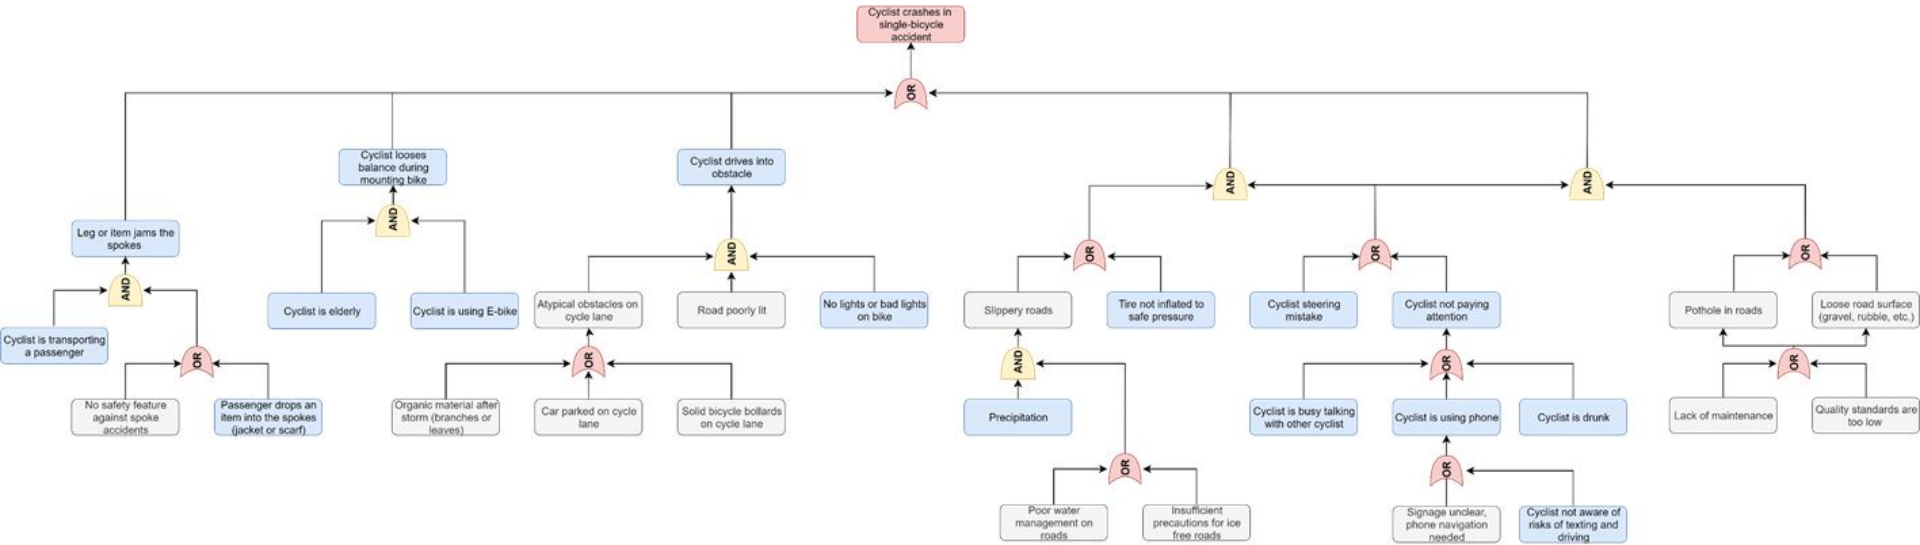 Cyclist crashes in
single-bicycle
accident
OR
Cyclist looses
balance during
mounting bike
Cyclist drives into
obstacle
AND
AND
Leg or item jams the
spokes
AND
AND
OR
OR
OR
AND
Cyclist is elderly
Cyclist is using E-bike
Atypical obstacles on
cycle lane
Road poorly lit
No lights or bad lights
on bike
Slippery roads
Tire not inflated to
safe pressure
Cyclist steering
mistake
Cyclist not paying
attention
Pothole in roads
Loose road surface
(gravel, rubble, etc.)
Cyclist is transporting
a passenger
OR
OR
AND
OR
OR
No safety feature
against spoke
accidents
Passenger drops an
item into the spokes
(jacket or scarf)
Organic material after
storm (branches or
leaves)
Car parked on cycle
lane
Solid bicycle bollards
on cycle lane
Precipitation
Cyclist is busy talking
with other cyclist
Cyclist is using phone
Cyclist is drunk
Lack of maintenance
Quality standards are
too low
OR
OR
Poor water
management on
roads
Insufficient
precautions for ice
free roads
Signage unclear,
phone navigation
needed
Cyclist not aware of
risks of texting and
driving
AND